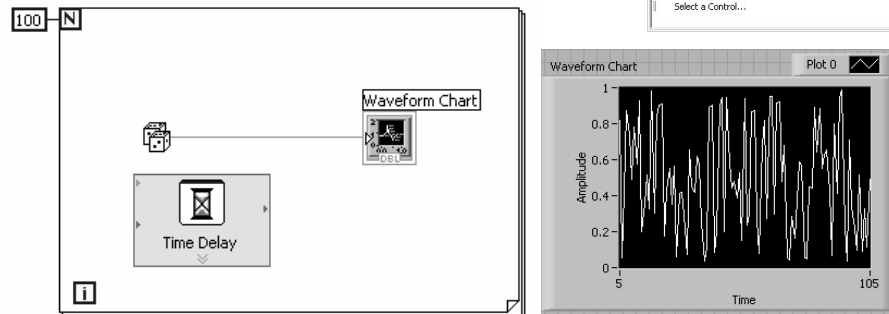 100 N
Select a Control...
Waveform Chart
DBL
Time Delay
i
Waveform Chart Plot 0
1
0.8
0.6
0.4
0.2
0
Amplitude
5 105
Time